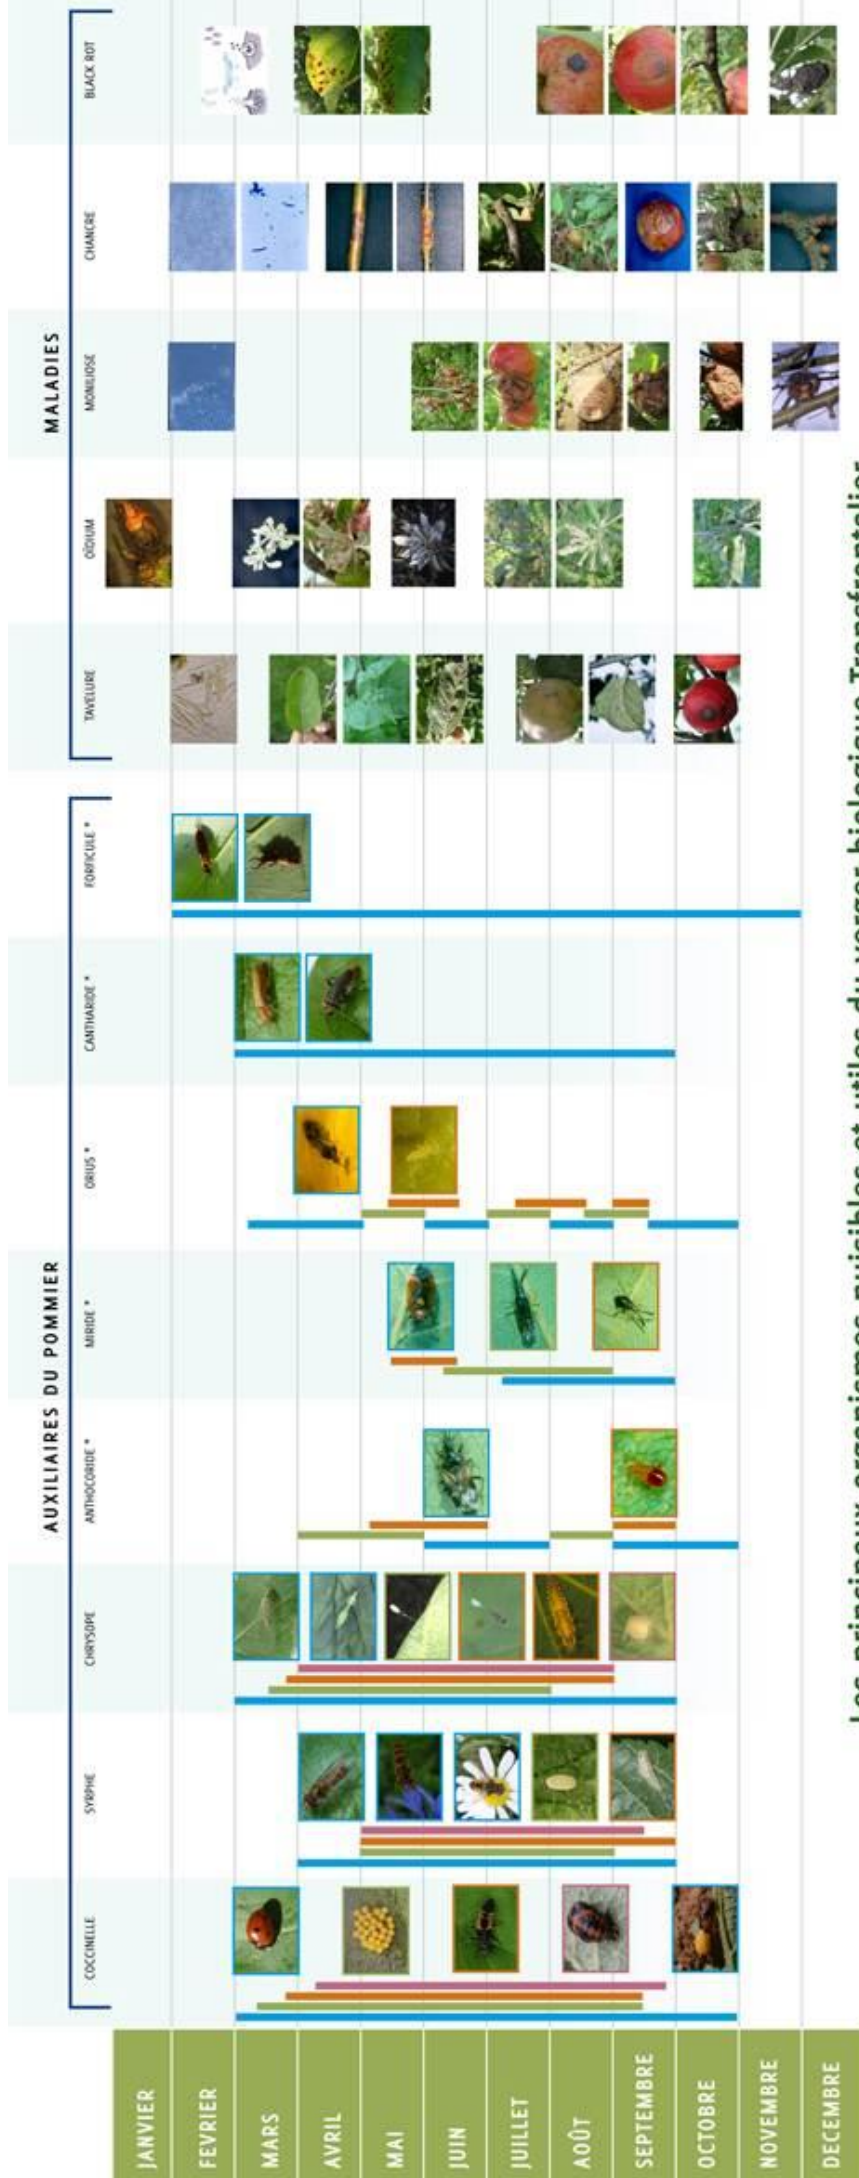 AUXILIAIRES DU POMMIER
MALADIES
COCCINELLE
SYRPHE
CHRYSOPE
ANTHOCORIDE *
MIRIDE *
ORIUS *
CANTHARIDE *
FORFICULE *
TAVELURE
OÏDIUM
MONILIOSE
CHANCRE
BLACK ROT
JANVIER
FEVRIER
MARS
AVRIL
MAI
JUIN
JUILLET
AOÛT
SEPTEMBRE
OCTOBRE
NOVEMBRE
DECEMBRE
Les principaux organismes nuisibles et utiles du verger biologique Transfrontalier